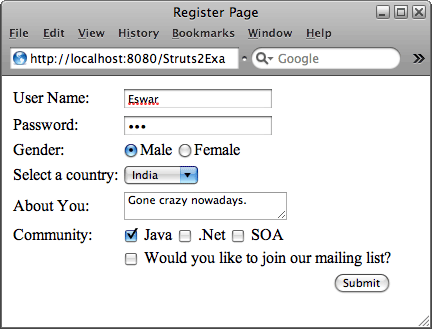 Register Page
File Edit View History Bookmarks Window Help
http://localhost:8080/Struts2Exa Google »
User Name: Eswar
Password: •••
Gender: Male Female
Select a country: India
About You: Gone crazy nowadays.
Community: Java .Net SOA
Would you like to join our mailing list?
Submit